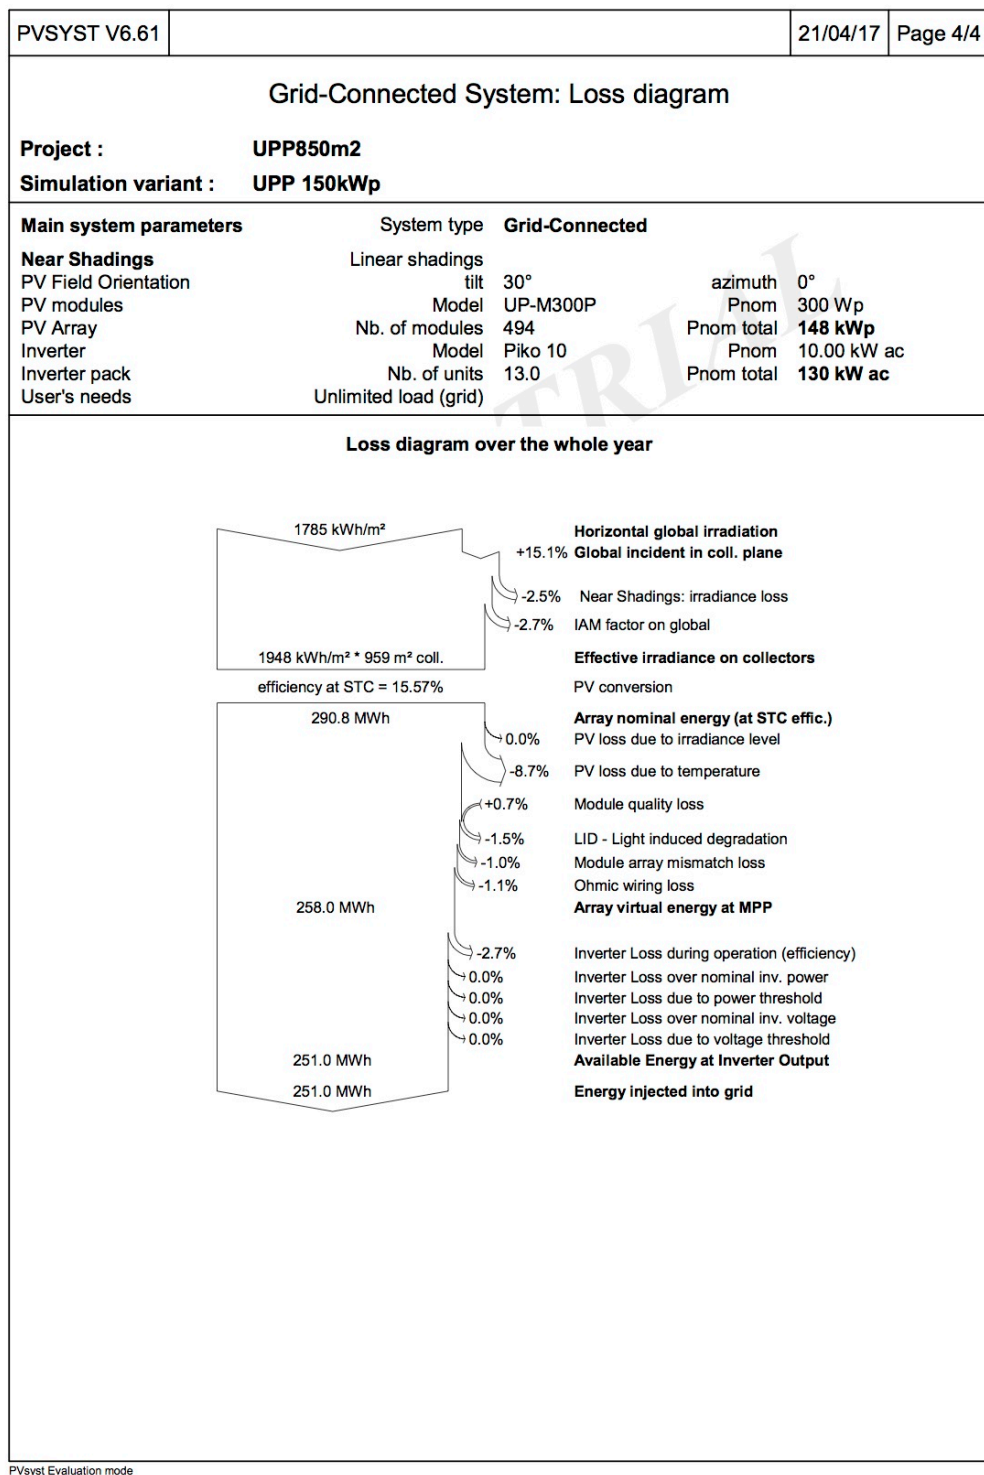 PVSYST V6.61 21/04/17 Page 4/4
Grid-Connected System: Loss diagram
Project : UPP850m2
Simulation variant : UPP 150kWp
Main system parameters System type Grid-Connected
Near Shadings Linear shadings
PV Field Orientation tilt 30° azimuth 0°
PV modules Model UP-M300P Pnom 300 Wp
PV Array Nb. of modules 494 Pnom total 148 kWp
Inverter Model Piko 10 Pnom 10.00 kW ac
Inverter pack Nb. of units 13.0 Pnom total 130 kW ac
User's needs Unlimited load (grid)
TRIAL
Loss diagram over the whole year
1785 kWh/m² Horizontal global irradiation
+15.1% Global incident in coll. plane
-2.5% Near Shadings: irradiance loss
-2.7% IAM factor on global
1948 kWh/m² * 959 m² coll. Effective irradiance on collectors
efficiency at STC = 15.57% PV conversion
290.8 MWh Array nominal energy (at STC effic.)
0.0% PV loss due to irradiance level
-8.7% PV loss due to temperature
+0.7% Module quality loss
-1.5% LID - Light induced degradation
-1.0% Module array mismatch loss
-1.1% Ohmic wiring loss
258.0 MWh Array virtual energy at MPP
-2.7% Inverter Loss during operation (efficiency)
0.0% Inverter Loss over nominal inv. power
0.0% Inverter Loss due to power threshold
0.0% Inverter Loss over nominal inv. voltage
0.0% Inverter Loss due to voltage threshold
251.0 MWh Available Energy at Inverter Output
251.0 MWh Energy injected into grid
PVsyst Evaluation mode